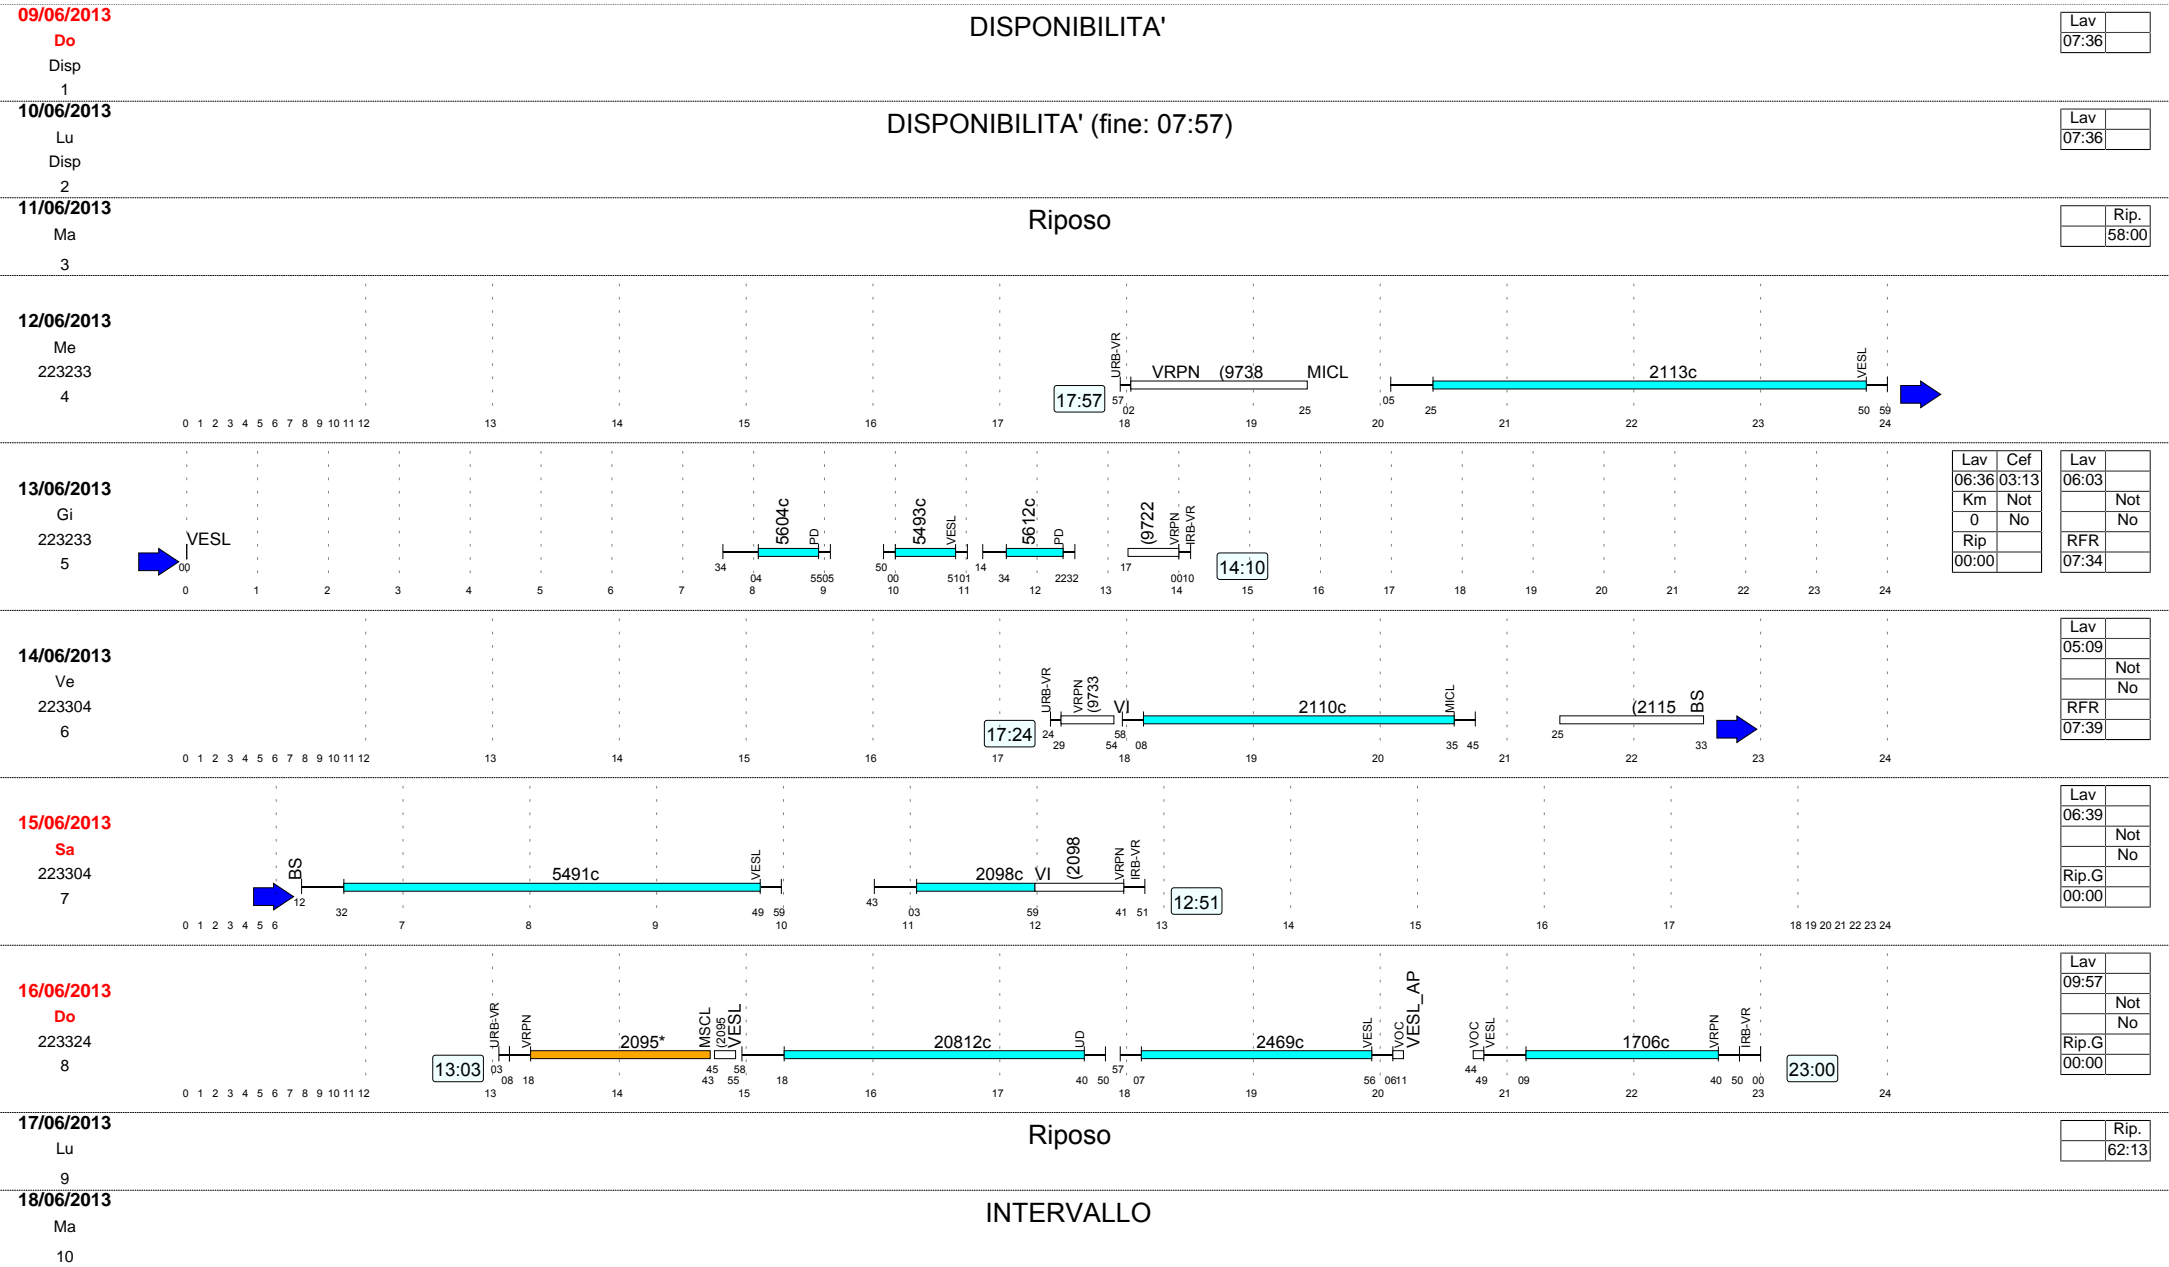 09/06/2013
DISPONIBILITA'
Lav
Do
07:36
Disp
1
10/06/2013
DISPONIBILITA' (fine: 07:57)
Lav
Lu
07:36
Disp
2
11/06/2013
Riposo
Rip.
Ma
58:00
3
12/06/2013
Me
223233
4
17:57
URB-VR VRPN (9738 MICL 2113c VESL
57 02 25 05 25 50 59
0 1 2 3 4 5 6 7 8 9 10 11 12 13 14 15 16 17 18 19 20 21 22 23 24
13/06/2013
Gi
223233
5
VESL 5604c PD 5493c VESL 5612c PD (9722 VRPN IRB-VR
00 34 04 5505 50 00 5101 14 34 2232 17 0010
14:10
0 1 2 3 4 5 6 7 8 9 10 11 12 13 14 15 16 17 18 19 20 21 22 23 24
Lav Cef
06:36 03:13
Km Not
0 No
Rip
00:00
Lav
06:03
Not
No
RFR
07:34
14/06/2013
Ve
223304
6
17:24
URB-VR VRPN (9733 VI 2110c MICL (2115 BS
24 29 54 58 08 35 45 25 33
0 1 2 3 4 5 6 7 8 9 10 11 12 13 14 15 16 17 18 19 20 21 22 23 24
Lav
05:09
Not
No
RFR
07:39
15/06/2013
Sa
223304
7
BS 5491c VESL 2098c VI (2098 VRPN IRB-VR
12 32 49 59 43 03 59 41 51
12:51
0 1 2 3 4 5 6 7 8 9 10 11 12 13 14 15 16 17 18 19 20 21 22 23 24
Lav
06:39
Not
No
Rip.G
00:00
16/06/2013
Do
223324
8
13:03
URB-VR VRPN 2095* MSCL (2095 VESL 20812c UD 2469c VESL VOC VESL_AP VOC VESL 1706c VRPN IRB-VR
03 08 18 43 45 55 58 18 40 50 57 07 56 0611 44 49 09 40 50 00
23:00
0 1 2 3 4 5 6 7 8 9 10 11 12 13 14 15 16 17 18 19 20 21 22 23 24
Lav
09:57
Not
No
Rip.G
00:00
17/06/2013
Riposo
Rip.
Lu
62:13
9
18/06/2013
INTERVALLO
Ma
10